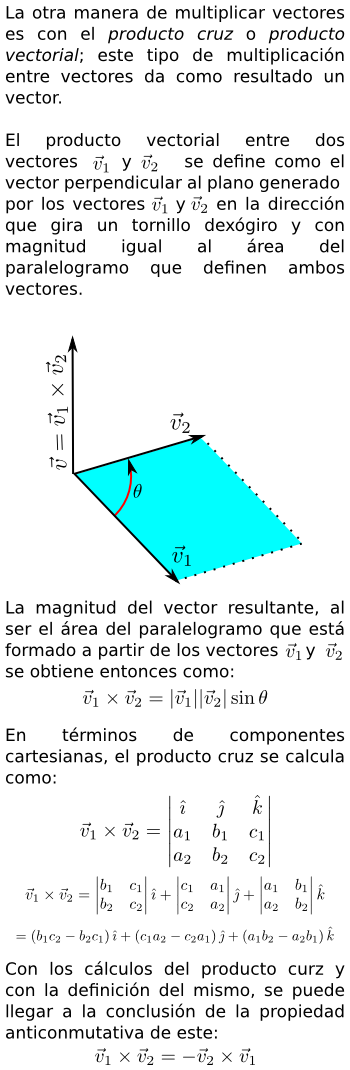 La otra manera de multiplicar vectores
es con el producto cruz o producto
vectorial; este tipo de multiplicación
entre vectores da como resultado un
vector.
El producto vectorial entre dos
vectores v⃗₁ y v⃗₂ se define como el
vector perpendicular al plano generado
por los vectores v⃗₁ y v⃗₂ en la dirección
que gira un tornillo dexógiro y con
magnitud igual al área del
paralelogramo que definen ambos
vectores.
v⃗ = v⃗₁ × v⃗₂
v⃗₂
θ
v⃗₁
La magnitud del vector resultante, al
ser el área del paralelogramo que está
formado a partir de los vectores v⃗₁ y v⃗₂
se obtiene entonces como:
v⃗₁ × v⃗₂ = |v⃗₁||v⃗₂| sin θ
En términos de componentes
cartesianas, el producto cruz se calcula
como:
v⃗₁ × v⃗₂ = | î ĵ k̂ |
| a₁ b₁ c₁ |
| a₂ b₂ c₂ |
v⃗₁ × v⃗₂ = | b₁ c₁ ; b₂ c₂ | î + | c₁ a₁ ; c₂ a₂ | ĵ + | a₁ b₁ ; a₂ b₂ | k̂
= (b₁c₂ − b₂c₁) î + (c₁a₂ − c₂a₁) ĵ + (a₁b₂ − a₂b₁) k̂
Con los cálculos del producto curz y
con la definición del mismo, se puede
llegar a la conclusión de la propiedad
anticonmutativa de este:
v⃗₁ × v⃗₂ = −v⃗₂ × v⃗₁